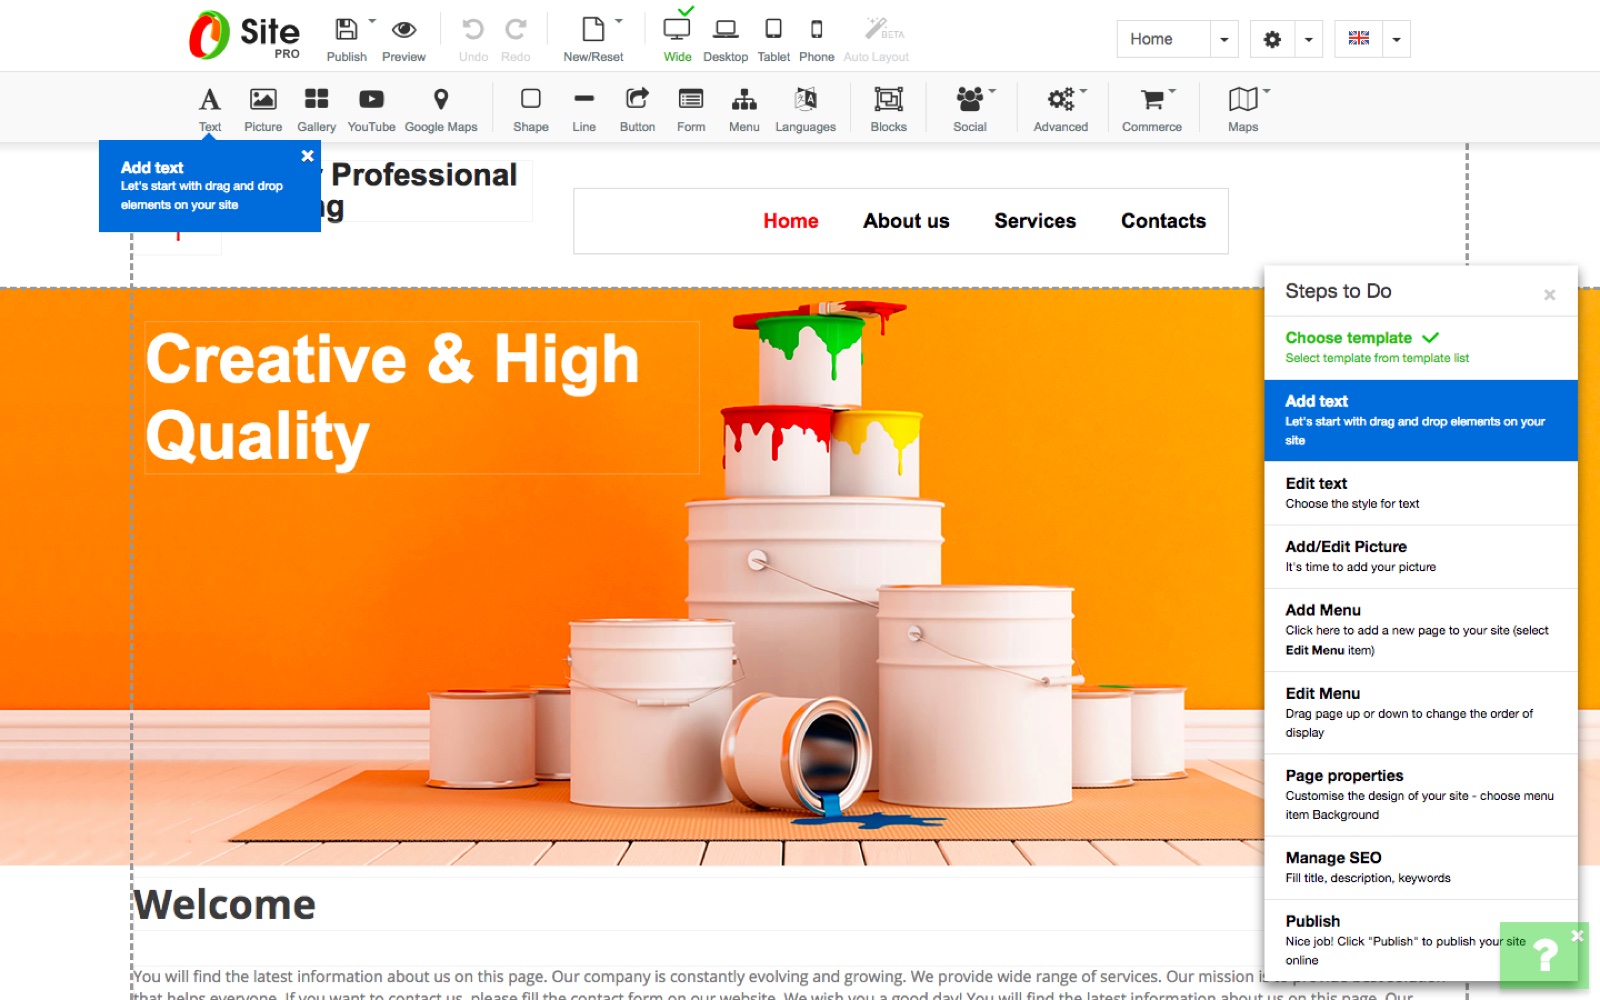 Site
PRO
Publish
Preview
Undo
Redo
New/Reset
Wide
Desktop
Tablet
Phone
BETA
Auto Layout
Home
Text
Picture
Gallery
YouTube
Google Maps
Shape
Line
Button
Form
Menu
Languages
Blocks
Social
Advanced
Commerce
Maps
Add text
Let's start with drag and drop
elements on your site
Professional
g
Home
About us
Services
Contacts
Creative & High
Quality
Steps to Do
Choose template
Select template from template list
Add text
Let's start with drag and drop elements on your
site
Edit text
Choose the style for text
Add/Edit Picture
It's time to add your picture
Add Menu
Click here to add a new page to your site (select
Edit Menu item)
Edit Menu
Drag page up or down to change the order of
display
Page properties
Customise the design of your site - choose menu
item Background
Manage SEO
Fill title, description, keywords
Publish
Nice job! Click "Publish" to publish your site
online
?
Welcome
You will find the latest information about us on this page. Our company is constantly evolving and growing. We provide wide range of services. Our mission is to provide best solution
that helps everyone. If you want to contact us, please fill the contact form on our website. We wish you a good day! You will find the latest information about us on this page. Our